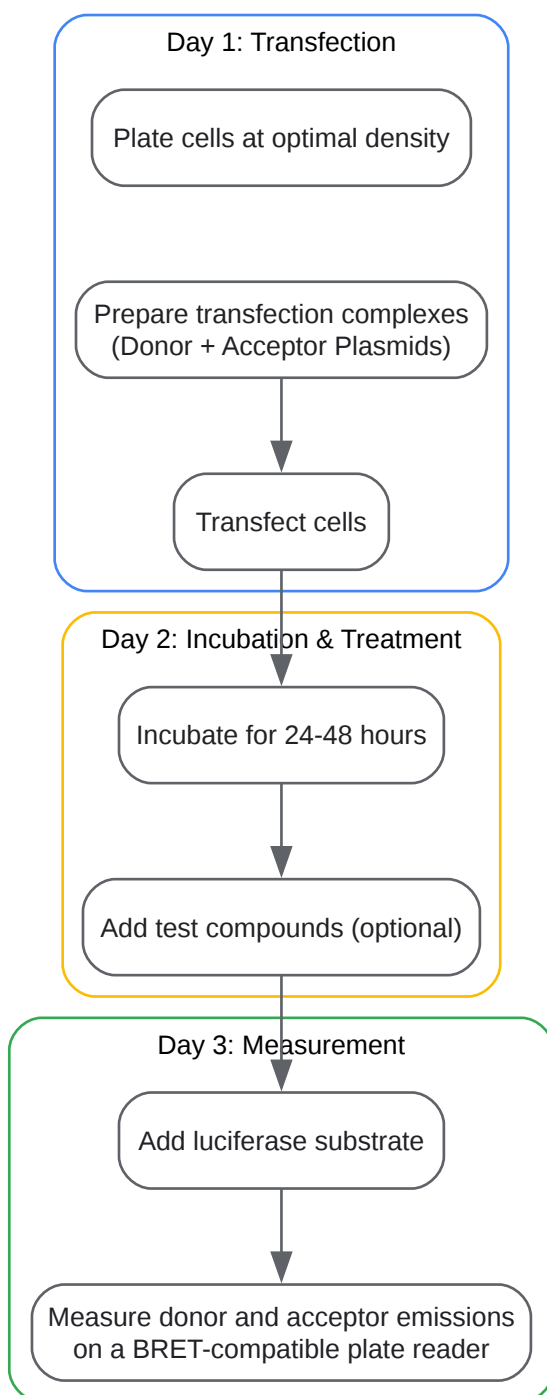 Day 1: Transfection
Plate cells at optimal density
Prepare transfection complexes
(Donor + Acceptor Plasmids)
Transfect cells
Day 2: Incubation & Treatment
Incubate for 24-48 hours
Add test compounds (optional)
Day 3: Measurement
Add luciferase substrate
Measure donor and acceptor emissions
on a BRET-compatible plate reader